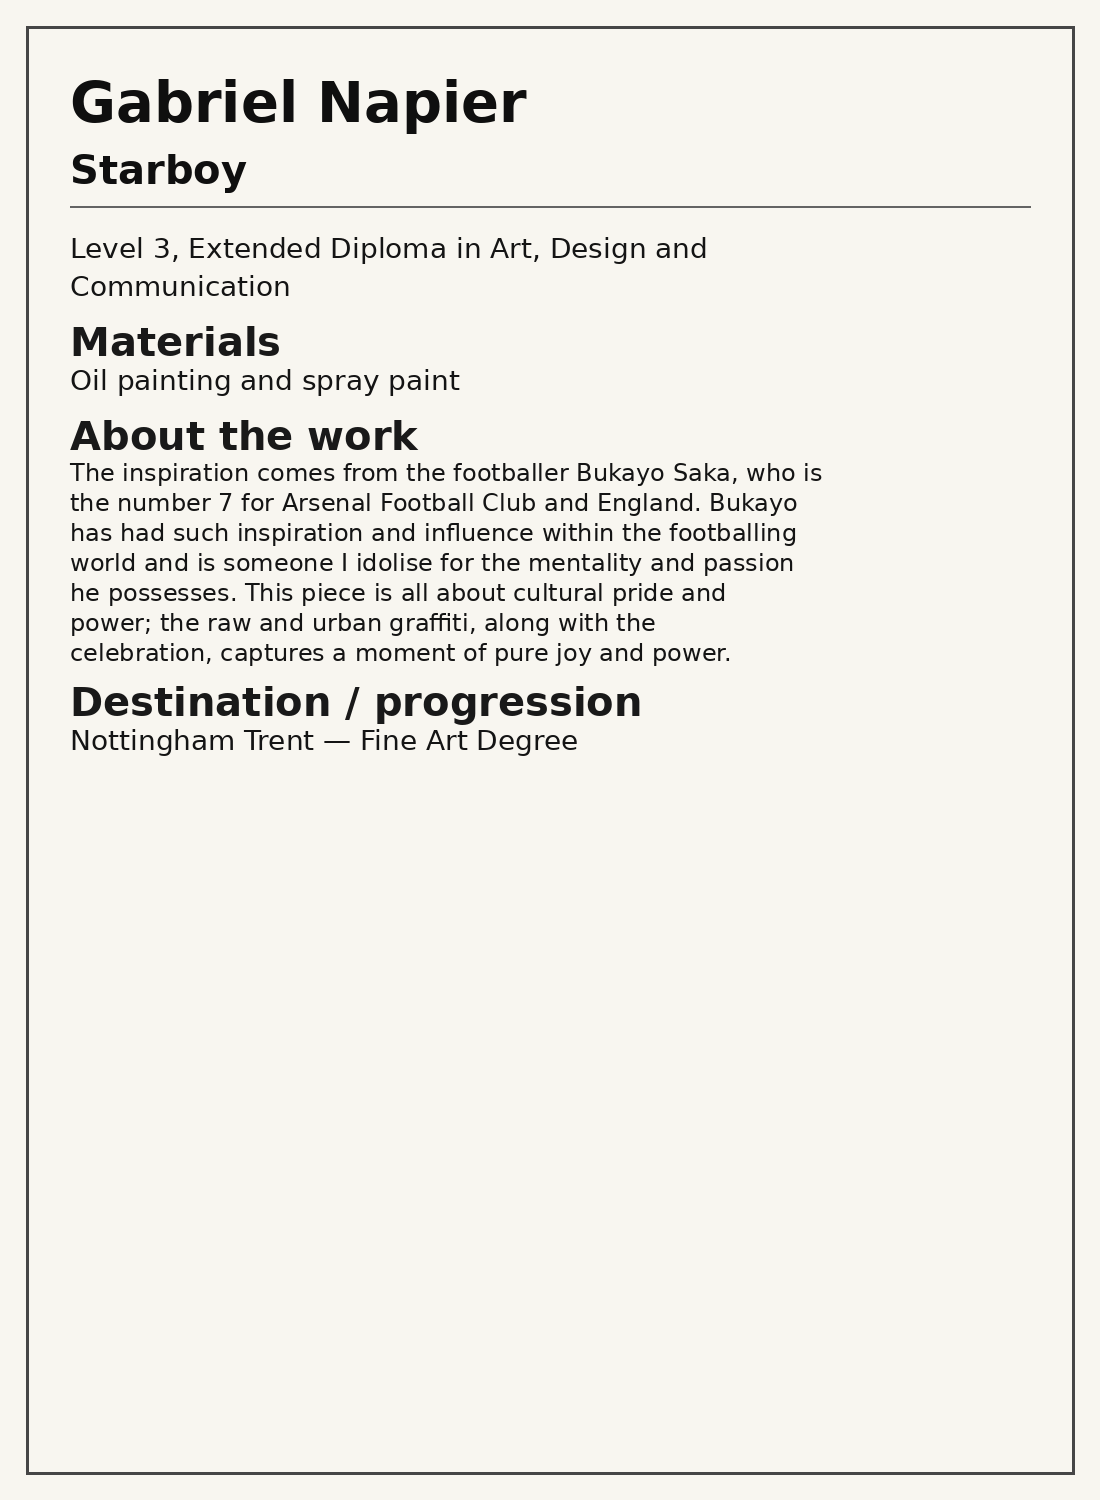 Gabriel Napier
Starboy
Level 3, Extended Diploma in Art, Design and
Communication
Materials
Oil painting and spray paint
About the work
The inspiration comes from the footballer Bukayo Saka, who is
the number 7 for Arsenal Football Club and England. Bukayo
has had such inspiration and influence within the footballing
world and is someone I idolise for the mentality and passion
he possesses. This piece is all about cultural pride and
power; the raw and urban graffiti, along with the
celebration, captures a moment of pure joy and power.
Destination / progression
Nottingham Trent — Fine Art Degree